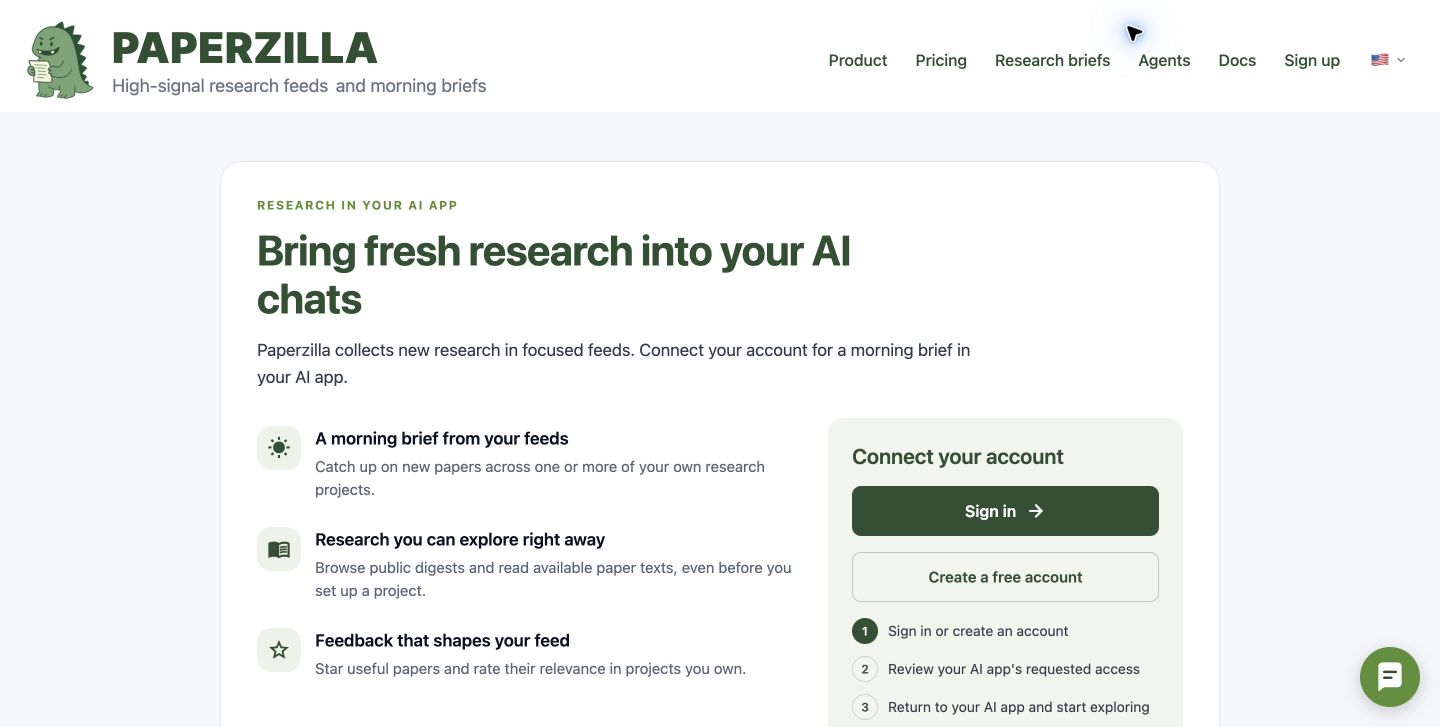 PAPERZILLA
High-signal research feeds and morning briefs
Product
Pricing
Research briefs
Agents
Docs
Sign up
RESEARCH IN YOUR AI APP
Bring fresh research into your AI
chats
Paperzilla collects new research in focused feeds. Connect your account for a morning brief in
your AI app.
A morning brief from your feeds
Catch up on new papers across one or more of your own research
projects.
Research you can explore right away
Browse public digests and read available paper texts, even before you
set up a project.
Feedback that shapes your feed
Star useful papers and rate their relevance in projects you own.
Connect your account
Sign in →
Create a free account
1 Sign in or create an account
2 Review your AI app's requested access
3 Return to your AI app and start exploring